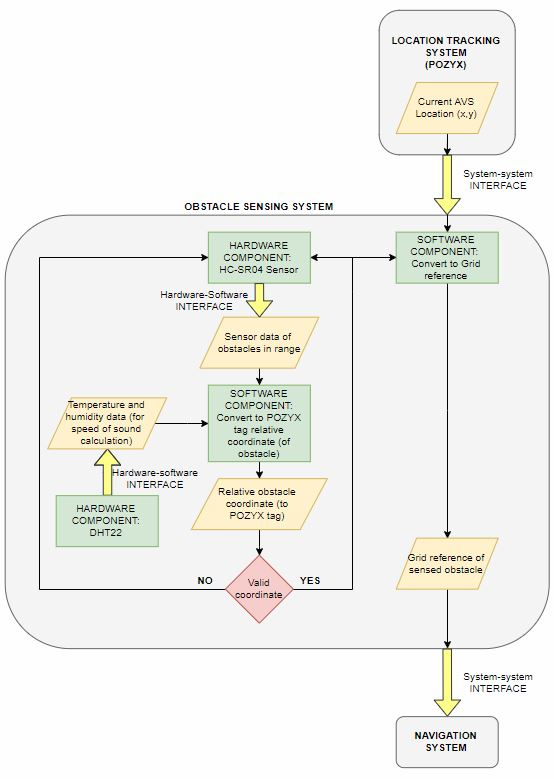 LOCATION TRACKING
SYSTEM
(POZYX)
Current AVS
Location (x,y)
System-system
INTERFACE
OBSTACLE SENSING SYSTEM
HARDWARE
COMPONENT:
HC-SR04 Sensor
SOFTWARE
COMPONENT:
Convert to Grid
reference
Hardware-Software
INTERFACE
Sensor data of
obstacles in range
SOFTWARE
COMPONENT:
Convert to POZYX
tag relative
coordinate (of
obstacle)
Temperature and
humidity data (for
speed of sound
calculation)
Hardware-software
INTERFACE
HARDWARE
COMPONENT:
DHT22
Relative obstacle
coordinate (to
POZYX tag)
Grid reference of
sensed obstacle
NO
Valid
coordinate
YES
System-system
INTERFACE
NAVIGATION
SYSTEM